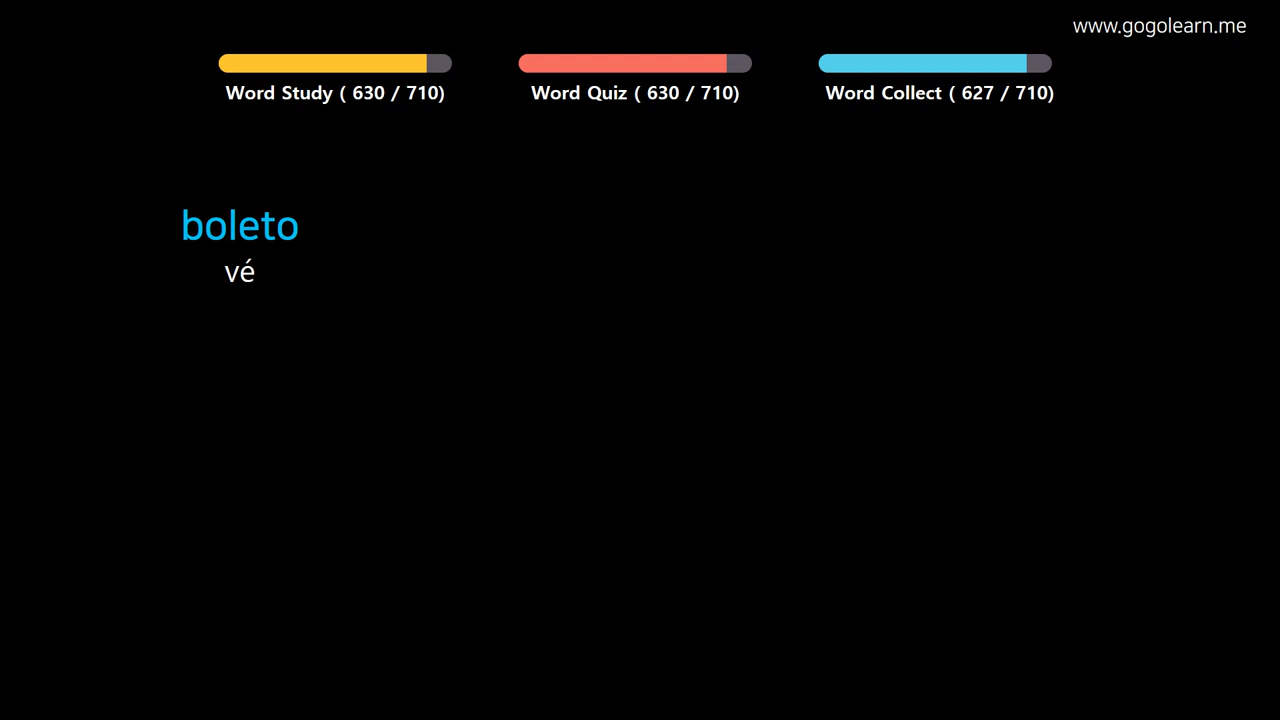 www.gogolearn.me
Word Study ( 630 / 710)
Word Quiz ( 630 / 710)
Word Collect ( 627 / 710)
boleto
vé